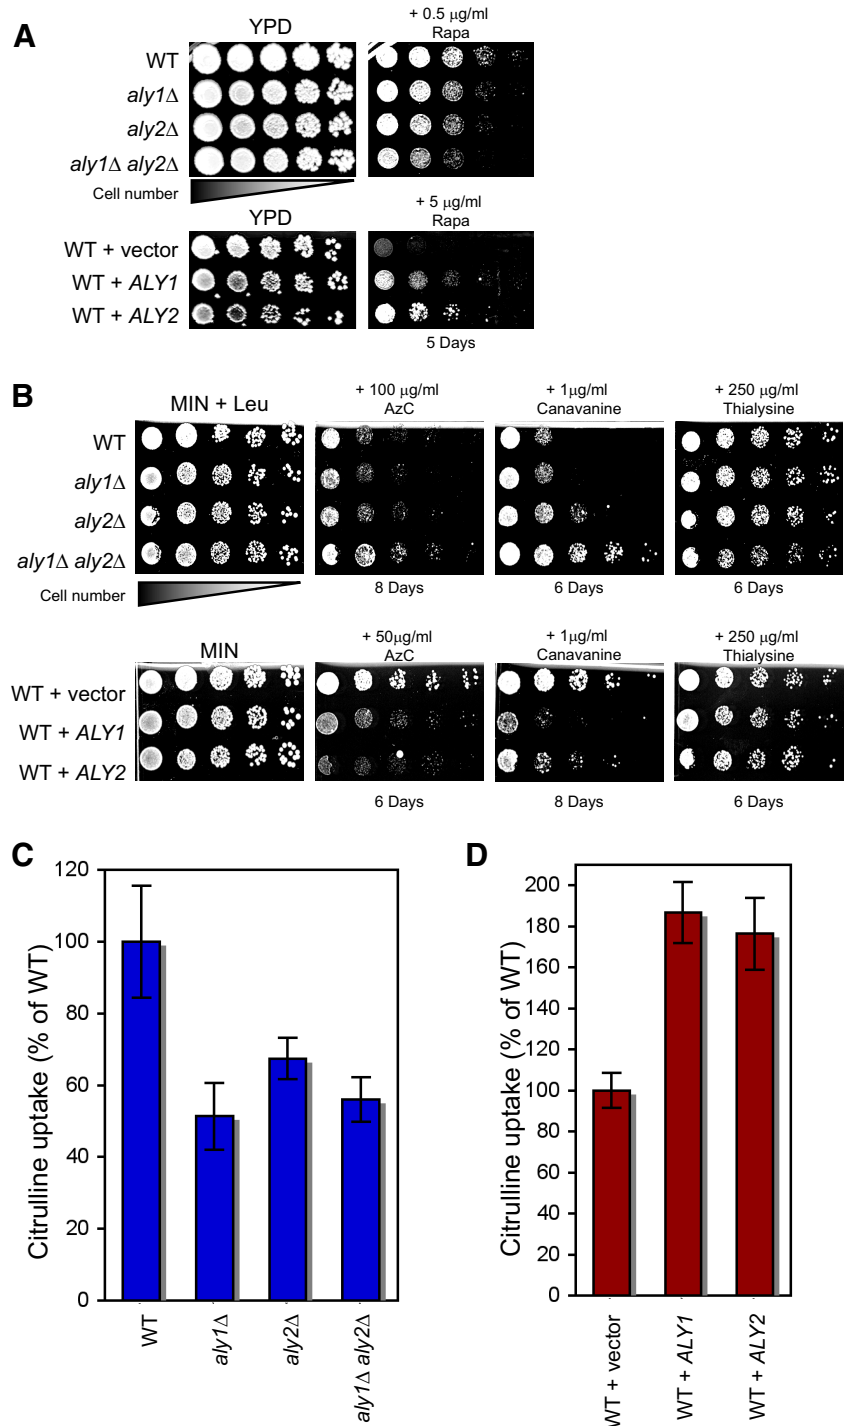 A
YPD
+ 0.5 µg/ml
Rapa
WT
aly1Δ
aly2Δ
aly1Δ aly2Δ
Cell number
YPD
+ 5 µg/ml
Rapa
WT + vector
WT + ALY1
WT + ALY2
5 Days
B
MIN + Leu
+ 100 µg/ml
AzC
+ 1µg/ml
Canavanine
+ 250 µg/ml
Thialysine
WT
aly1Δ
aly2Δ
aly1Δ aly2Δ
Cell number
8 Days
6 Days
6 Days
MIN
+ 50µg/ml
AzC
+ 1µg/ml
Canavanine
+ 250 µg/ml
Thialysine
WT + vector
WT + ALY1
WT + ALY2
6 Days
8 Days
6 Days
C
Citrulline uptake (% of WT)
120
100
80
60
40
20
0
WT
aly1Δ
aly2Δ
aly1Δ aly2Δ
D
Citrulline uptake (% of WT)
200
180
160
140
120
100
80
60
40
20
0
WT + vector
WT + ALY1
WT + ALY2